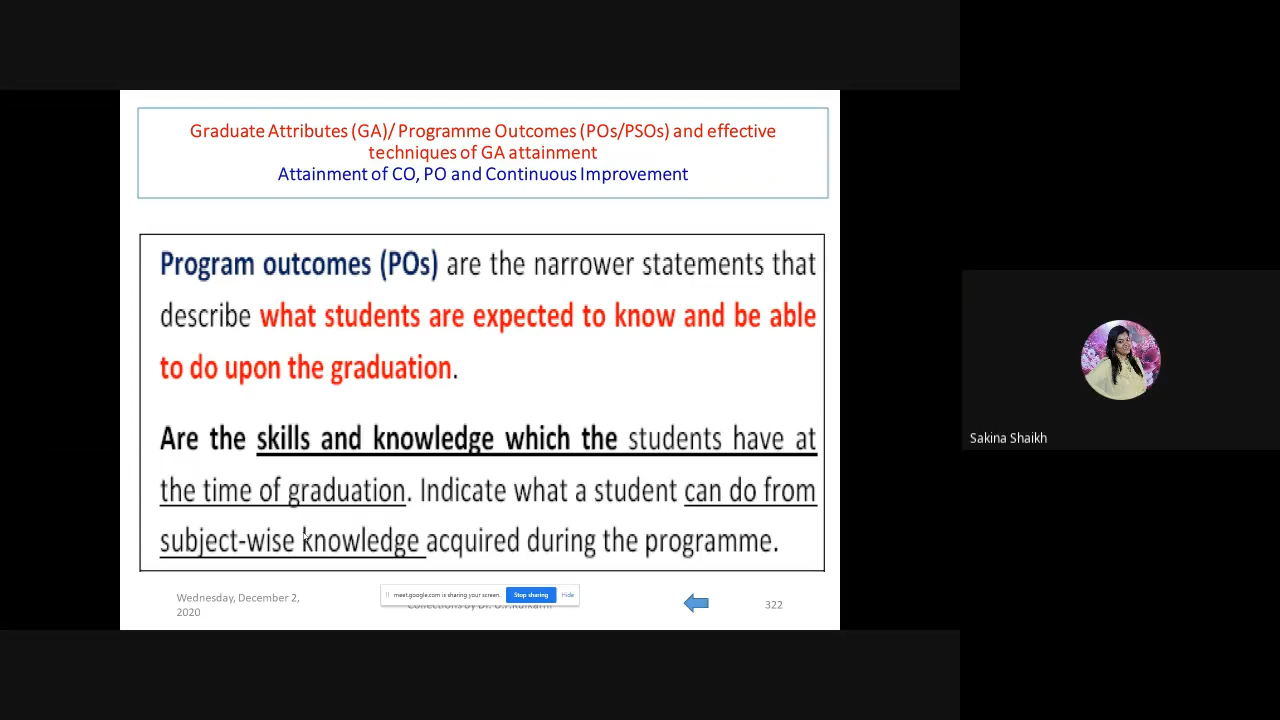 Graduate Attributes (GA)/ Programme Outcomes (POs/PSOs) and effective
techniques of GA attainment
Attainment of CO, PO and Continuous Improvement
Program outcomes (POs) are the narrower statements that
describe what students are expected to know and be able
to do upon the graduation.
Are the skills and knowledge which the students have at
the time of graduation. Indicate what a student can do from
subject-wise knowledge acquired during the programme.
Wednesday, December 2,
2020
meet.google.com is sharing your screen.
Stop sharing
Hide
Collections by Dr.
322
Sakina Shaikh